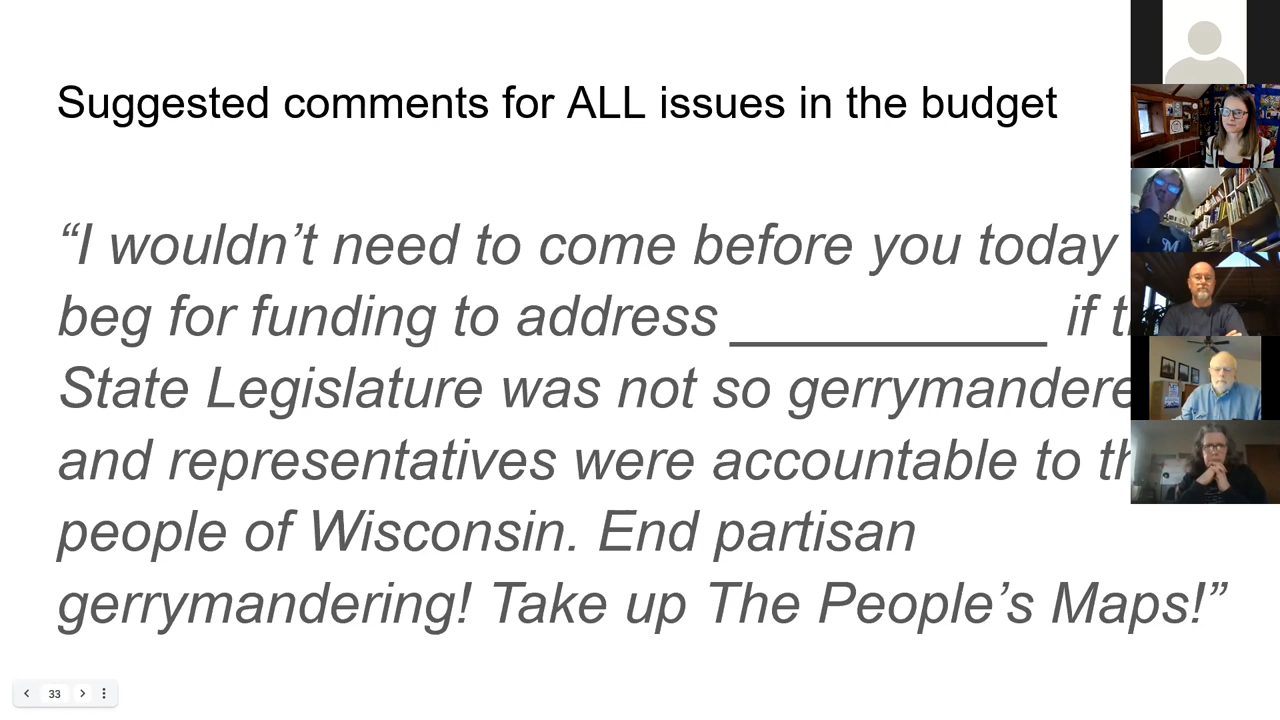 Suggested comments for ALL issues in the budget
“I wouldn’t need to come before you today
beg for funding to address ___________ if
State Legislature was not so gerrymandere
and representatives were accountable to
people of Wisconsin. End partisan
gerrymandering! Take up The People’s Maps!”
33